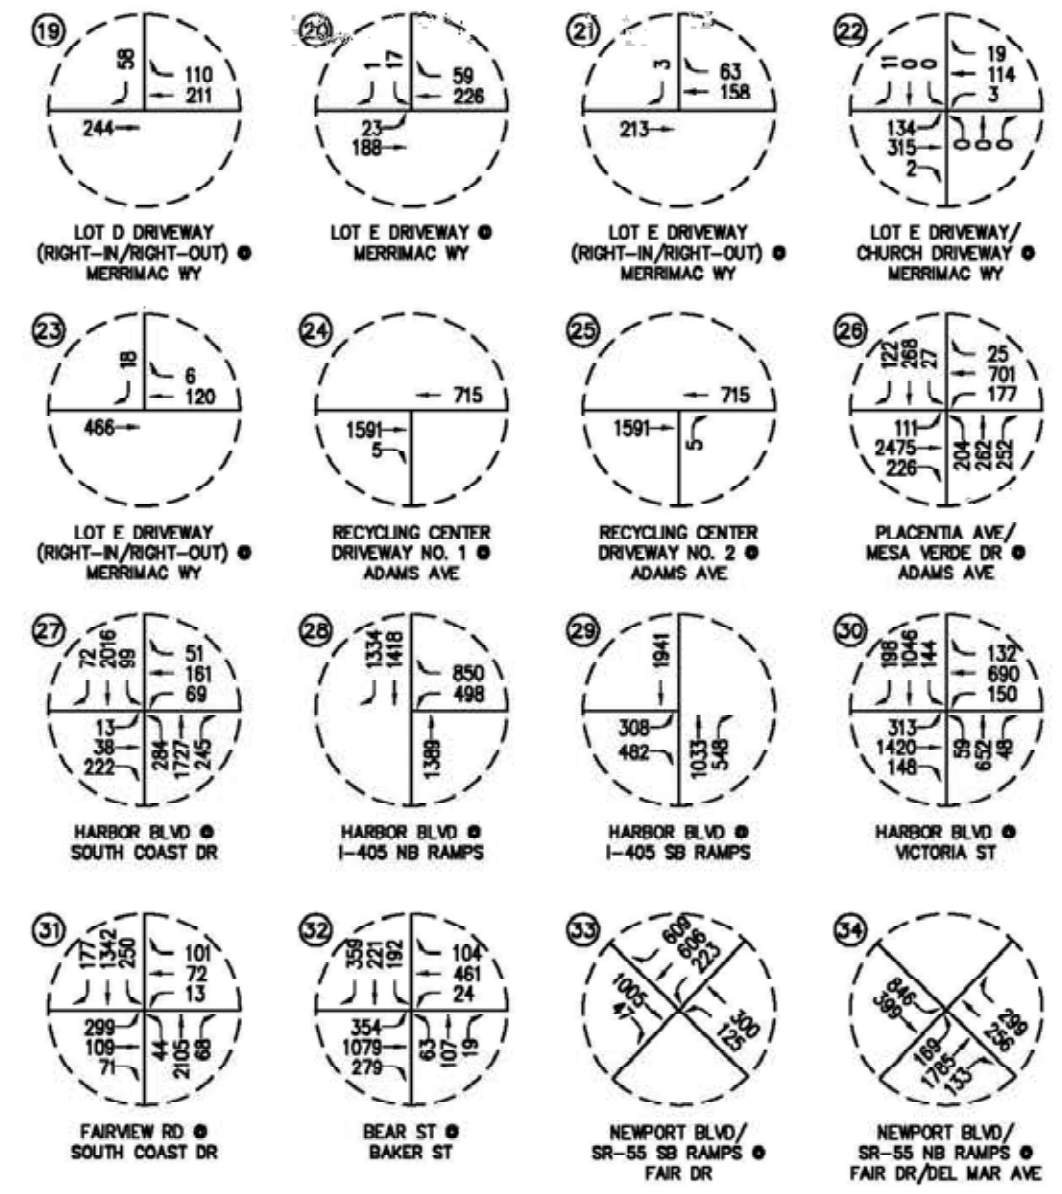 19
58
110
211
244
LOT D DRIVEWAY
(RIGHT-IN/RIGHT-OUT) @
MERRIMAC WY
20
1 17
59
226
23
188
LOT E DRIVEWAY @
MERRIMAC WY
21
3
63
158
213
LOT E DRIVEWAY
(RIGHT-IN/RIGHT-OUT) @
MERRIMAC WY
22
11 0 0
19
114
3
134
315
2
0 0 0
LOT E DRIVEWAY/
CHURCH DRIVEWAY @
MERRIMAC WY
23
18
6
120
466
LOT E DRIVEWAY
(RIGHT-IN/RIGHT-OUT) @
MERRIMAC WY
24
715
1591
5
RECYCLING CENTER
DRIVEWAY NO. 1 @
ADAMS AVE
25
715
1591
5
RECYCLING CENTER
DRIVEWAY NO. 2 @
ADAMS AVE
26
122 268 27
25
701
177
111
2475
226
204 262 252
PLACENTIA AVE/
MESA VERDE DR @
ADAMS AVE
27
72 2016 99
51
161
69
13
38
222
284 1727 245
HARBOR BLVD @
SOUTH COAST DR
28
1334 1418
850
498
1389
HARBOR BLVD @
I-405 NB RAMPS
29
1941
308
482
1033 548
HARBOR BLVD @
I-405 SB RAMPS
30
198 1046 144
132
690
150
313
1420
148
59 652 48
HARBOR BLVD @
VICTORIA ST
31
177 1342 250
101
72
13
299
109
71
44 2105 68
FAIRVIEW RD @
SOUTH COAST DR
32
359 221 192
104
461
24
354
1079
279
63 107 19
BEAR ST @
BAKER ST
33
609
606
223
1005
47
300
125
NEWPORT BLVD/
SR-55 SB RAMPS @
FAIR DR
34
846
399
299
256
169
1785
133
NEWPORT BLVD/
SR-55 NB RAMPS @
FAIR DR/DEL MAR AVE